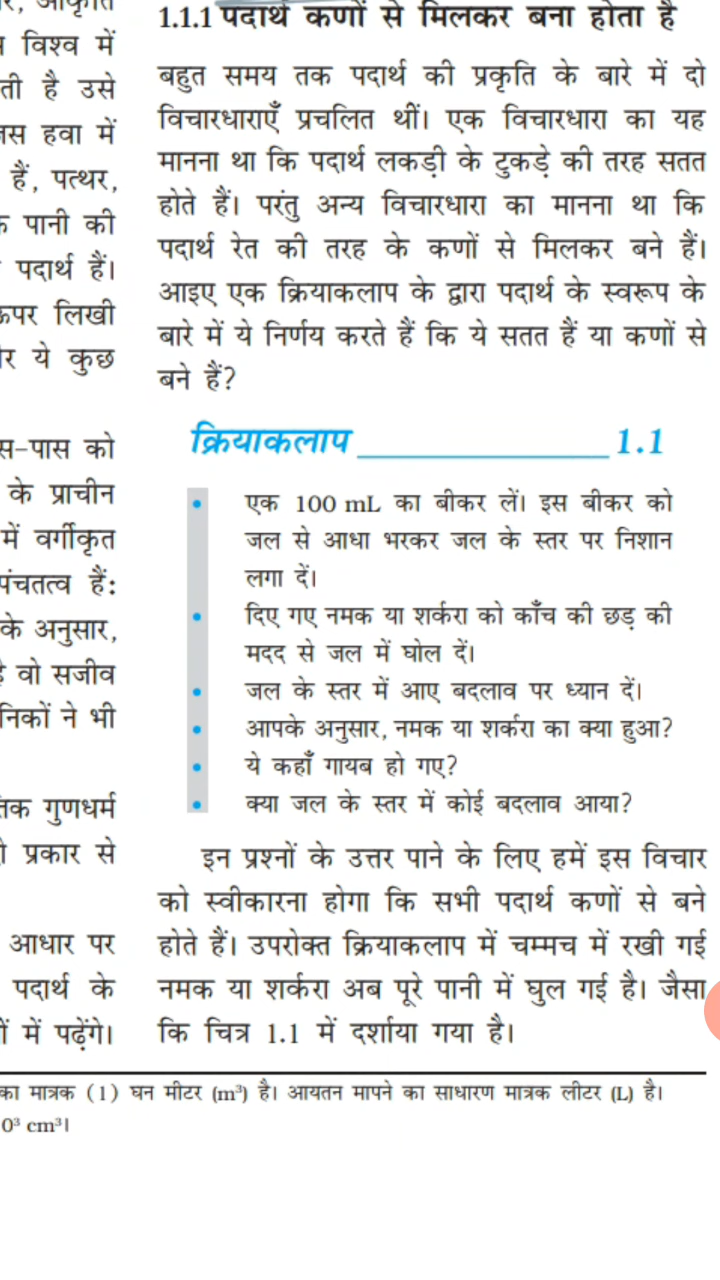 विश्व में
ती है उसे
हवा में
हैं, पत्थर,
पानी की
पदार्थ हैं।
लिखी
ये कुछ
स-पास को
के प्राचीन
में वर्गीकृत
पंचतत्व हैं:
के अनुसार,
वो सजीव
निकों ने भी
गुणधर्म
प्रकार से
आधार पर
पदार्थ के
में पढ़ेंगे।
1.1.1 पदार्थ कणों से मिलकर बना होता है
बहुत समय तक पदार्थ की प्रकृति के बारे में दो
विचारधाराएँ प्रचलित थीं। एक विचारधारा का यह
मानना था कि पदार्थ लकड़ी के टुकड़े की तरह सतत
होते हैं। परंतु अन्य विचारधारा का मानना था कि
पदार्थ रेत की तरह के कणों से मिलकर बने हैं।
आइए एक क्रियाकलाप के द्वारा पदार्थ के स्वरूप के
बारे में ये निर्णय करते हैं कि ये सतत हैं या कणों से
बने हैं?
क्रियाकलाप 1.1
• एक 100 mL का बीकर लें। इस बीकर को
जल से आधा भरकर जल के स्तर पर निशान
लगा दें।
• दिए गए नमक या शर्करा को काँच की छड़ की
मदद से जल में घोल दें।
• जल के स्तर में आए बदलाव पर ध्यान दें।
• आपके अनुसार, नमक या शर्करा का क्या हुआ?
• ये कहाँ गायब हो गए?
• क्या जल के स्तर में कोई बदलाव आया?
इन प्रश्नों के उत्तर पाने के लिए हमें इस विचार
को स्वीकारना होगा कि सभी पदार्थ कणों से बने
होते हैं। उपरोक्त क्रियाकलाप में चम्मच में रखी गई
नमक या शर्करा अब पूरे पानी में घुल गई है। जैसा
कि चित्र 1.1 में दर्शाया गया है।
का मात्रक (1) घन मीटर (m³) है। आयतन मापने का साधारण मात्रक लीटर (L) है।
0³ cm³।